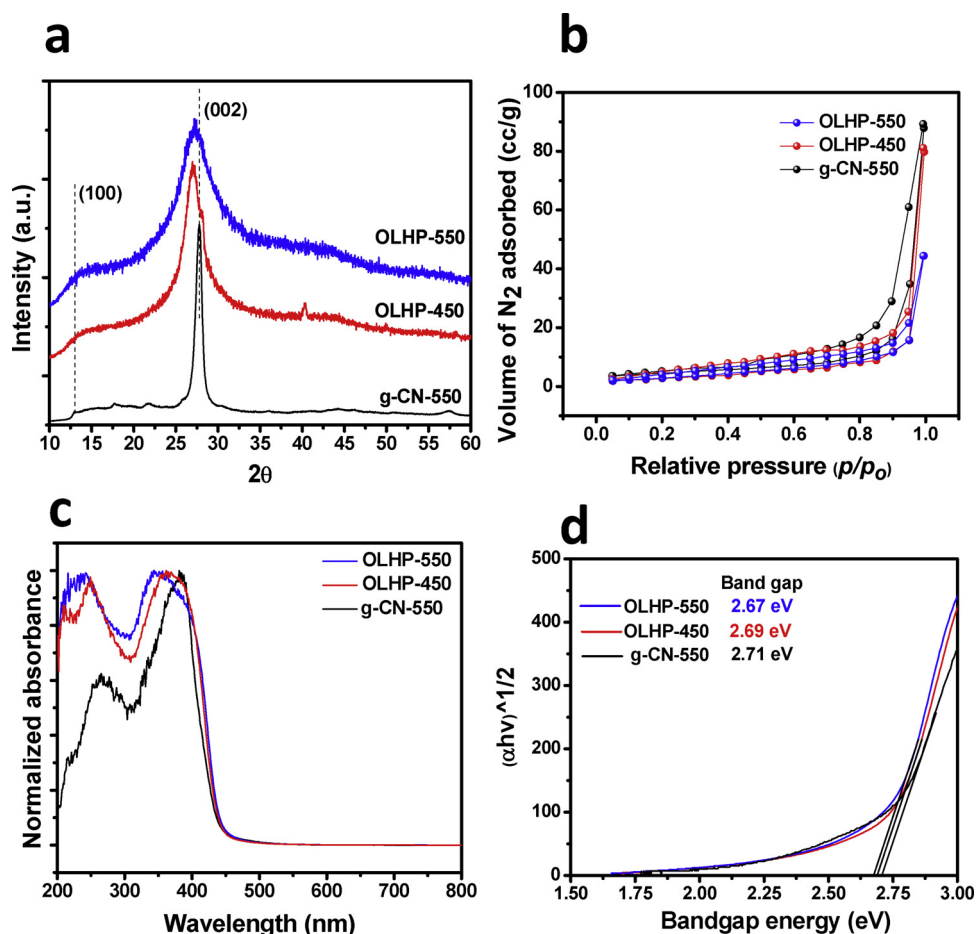 a
(002)
(100)
OLHP-550
OLHP-450
g-CN-550
Intensity (a.u.)
10 15 20 25 30 35 40 45 50 55 60
2θ
b
100
80
60
40
20
0
OLHP-550
OLHP-450
g-CN-550
Volume of N2 adsorbed (cc/g)
0.0 0.2 0.4 0.6 0.8 1.0
Relative pressure (p/po)
c
OLHP-550
OLHP-450
g-CN-550
Normalized absorbance
200 300 400 500 600 700 800
Wavelength (nm)
d
500
400
300
200
100
0
Band gap
OLHP-550 2.67 eV
OLHP-450 2.69 eV
g-CN-550 2.71 eV
(αhν)^1/2
1.50 1.75 2.00 2.25 2.50 2.75 3.00
Bandgap energy (eV)